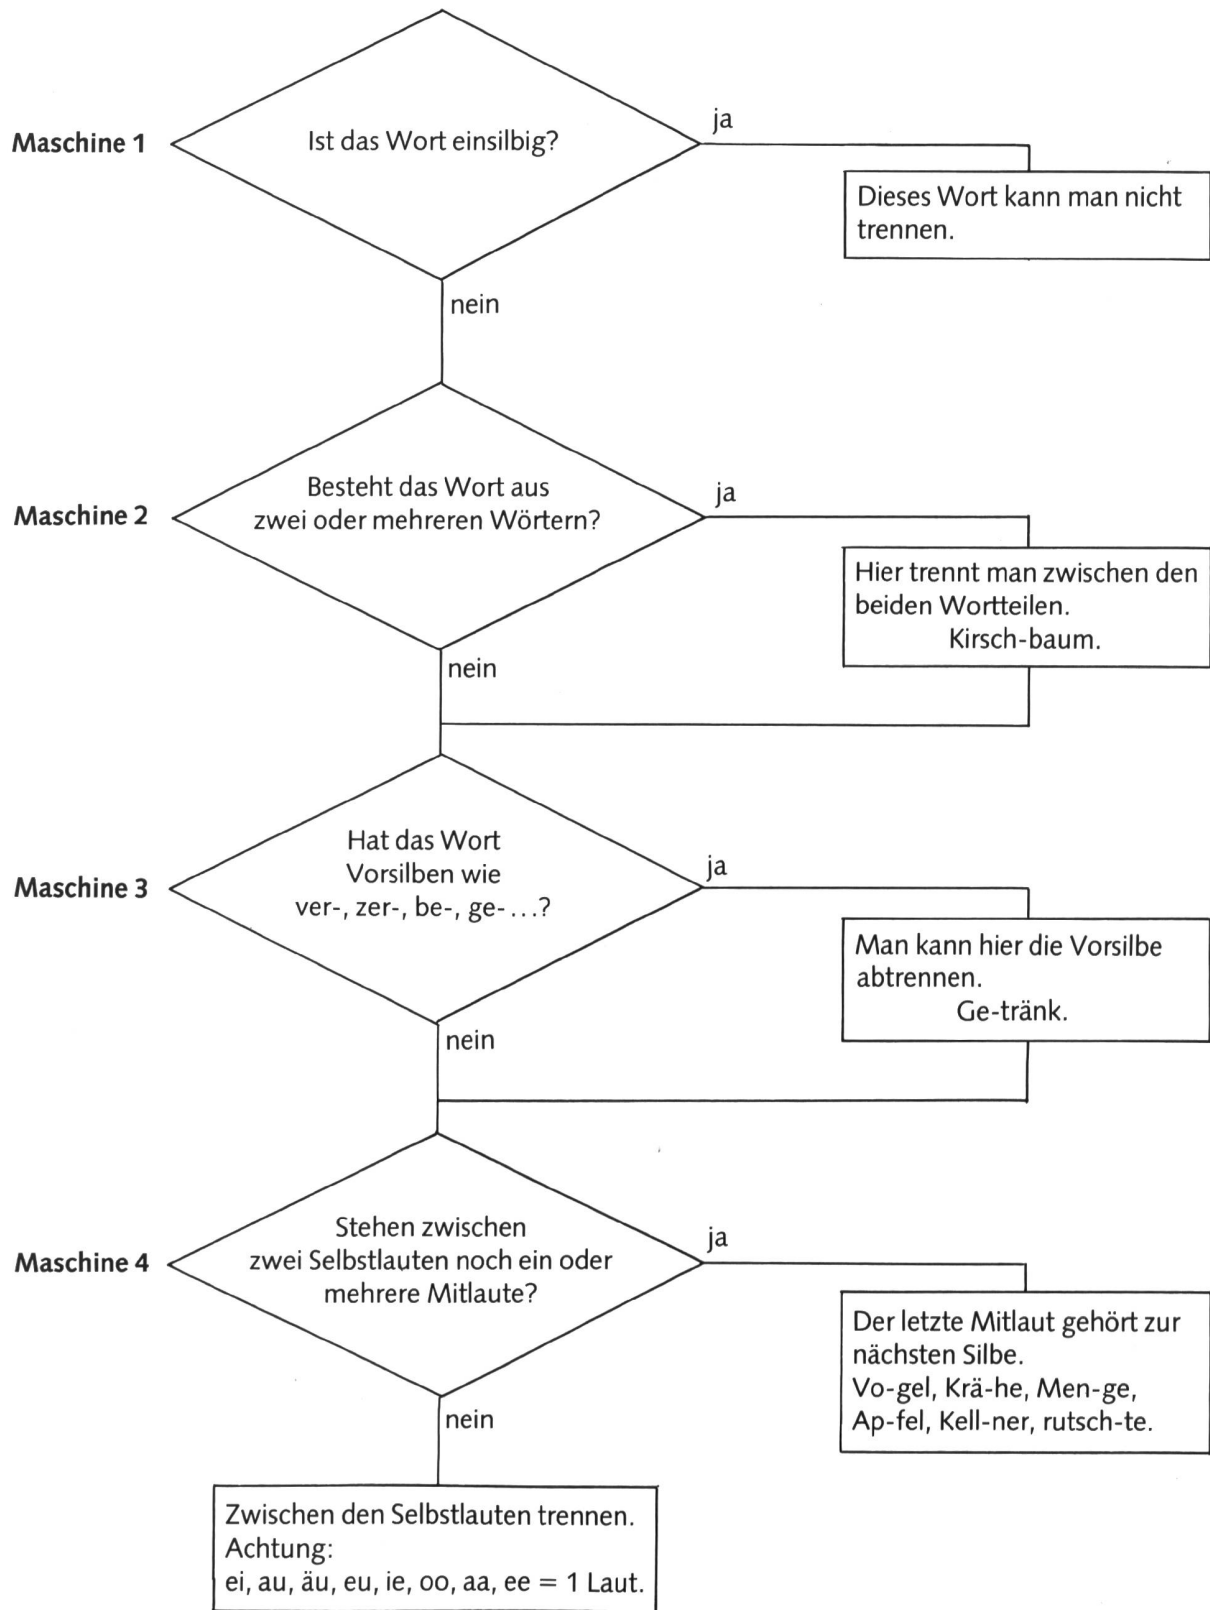 Maschine 1
Ist das Wort einsilbig?
ja
Dieses Wort kann man nicht
trennen.
nein
Maschine 2
Besteht das Wort aus
zwei oder mehreren Wörtern?
ja
Hier trennt man zwischen den
beiden Wortteilen.
Kirsch-baum.
nein
Maschine 3
Hat das Wort
Vorsilben wie
ver-, zer-, be-, ge- ...?
ja
Man kann hier die Vorsilbe
abtrennen.
Ge-tränk.
nein
Maschine 4
Stehen zwischen
zwei Selbstlauten noch ein oder
mehrere Mitlaute?
ja
Der letzte Mitlaut gehört zur
nächsten Silbe.
Vo-gel, Krä-he, Men-ge,
Ap-fel, Kell-ner, rutsch-te.
nein
Zwischen den Selbstlauten trennen.
Achtung:
ei, au, äu, eu, ie, oo, aa, ee = 1 Laut.